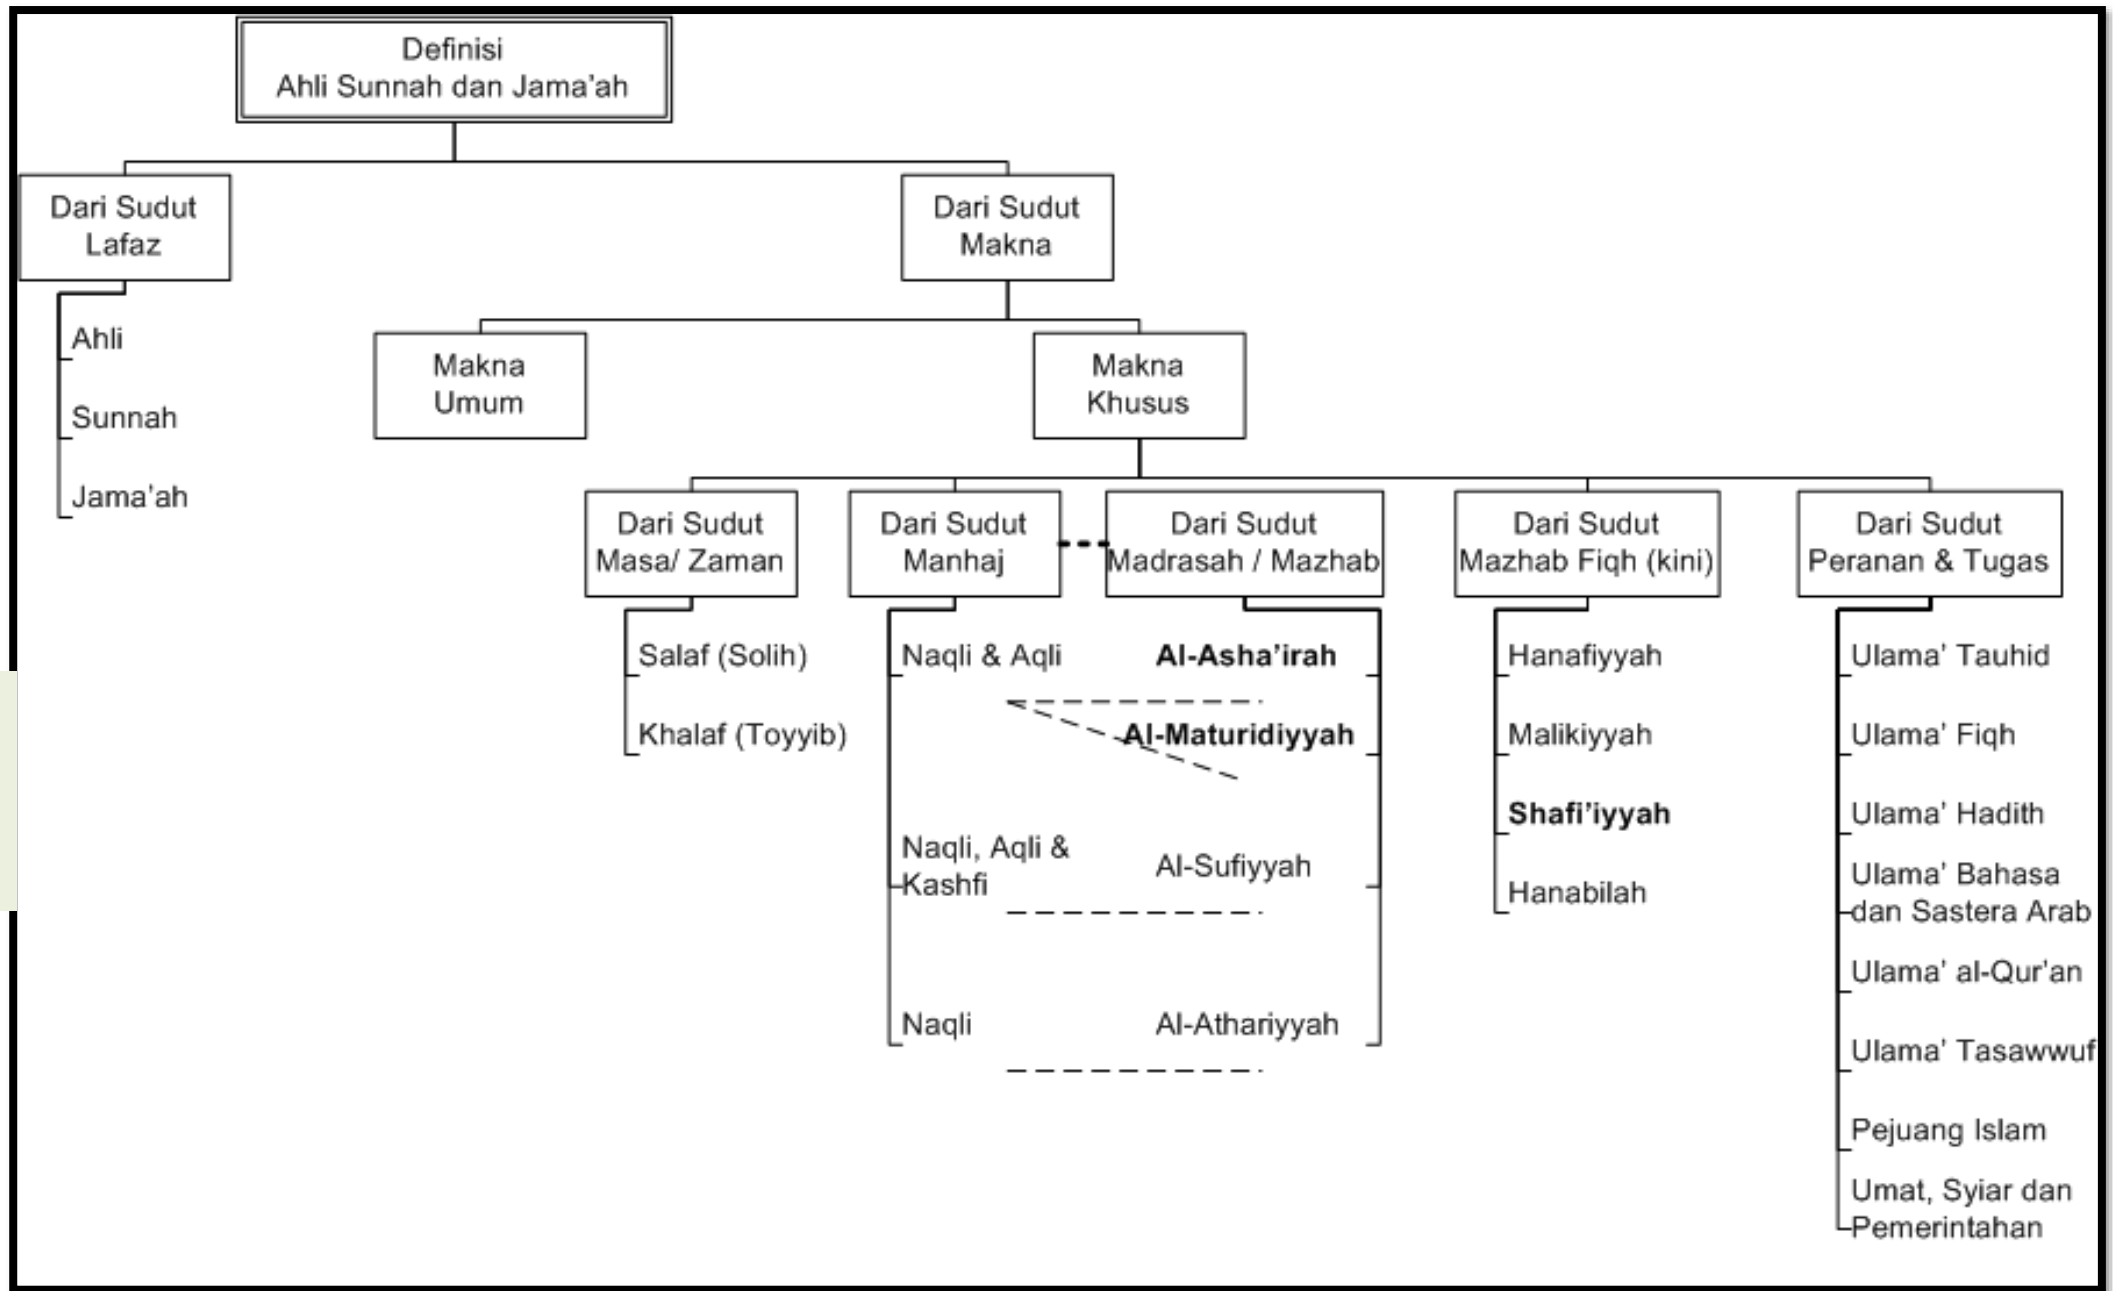 Definisi
Ahli Sunnah dan Jama’ah
Dari Sudut
Lafaz
Ahli
Sunnah
Jama’ah
Dari Sudut
Makna
Makna
Umum
Makna
Khusus
Dari Sudut
Masa/ Zaman
Salaf (Solih)
Khalaf (Toyyib)
Dari Sudut
Manhaj
Naqli & Aqli
Naqli, Aqli &
Kashfi
Naqli
Dari Sudut
Madrasah / Mazhab
Al-Asha’irah
Al-Maturidiyyah
Al-Sufiyyah
Al-Athariyyah
Dari Sudut
Mazhab Fiqh (kini)
Hanafiyyah
Malikiyyah
Shafi’iyyah
Hanabilah
Dari Sudut
Peranan & Tugas
Ulama’ Tauhid
Ulama’ Fiqh
Ulama’ Hadith
Ulama’ Bahasa
dan Sastera Arab
Ulama’ al-Qur’an
Ulama’ Tasawwuf
Pejuang Islam
Umat, Syiar dan
Pemerintahan